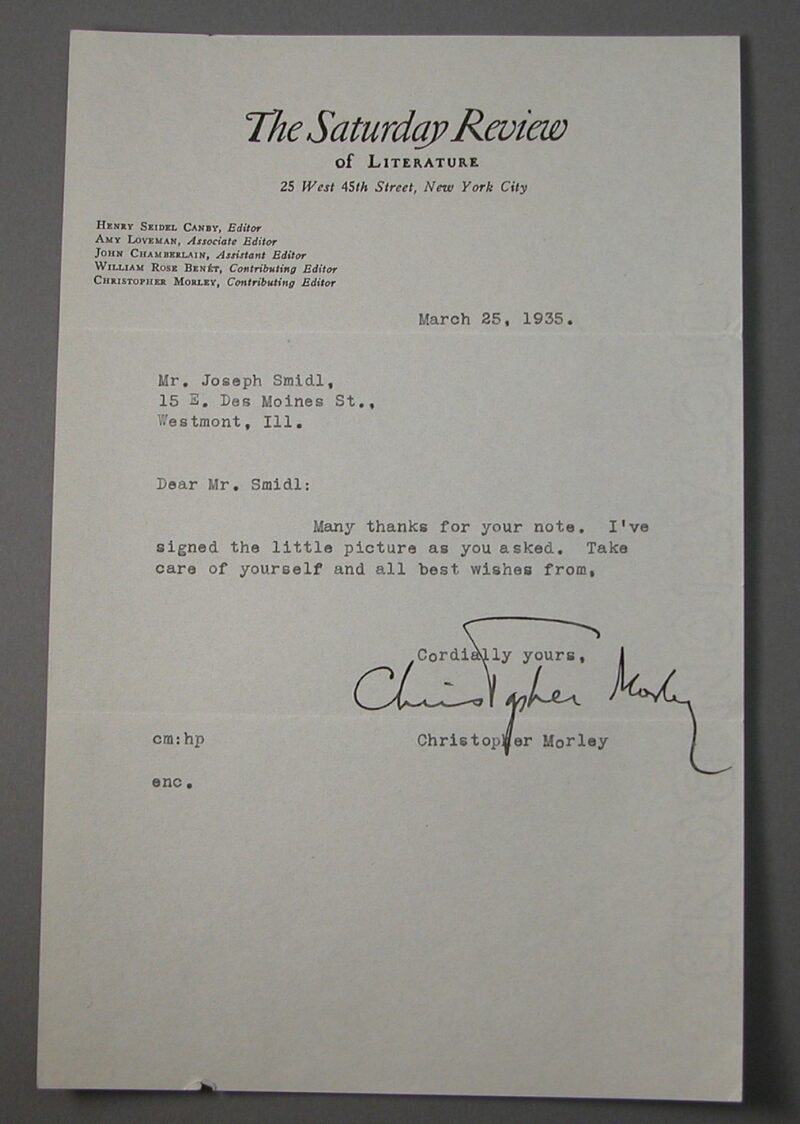 The Saturday Review
of LITERATURE
25 West 45th Street, New York City
HENRY SEIDEL CANBY, Editor
AMY LOVEMAN, Associate Editor
JOHN CHAMBERLAIN, Assistant Editor
WILLIAM ROSE BENÉT, Contributing Editor
CHRISTOPHER MORLEY, Contributing Editor
March 25, 1935.
Mr. Joseph Smidl,
15 E. Des Moines St.,
Westmont, Ill.
Dear Mr. Smidl:
Many thanks for your note. I've
signed the little picture as you asked. Take
care of yourself and all best wishes from,
Cordially yours,
Christopher Morley
cm:hp Christopher Morley
enc.